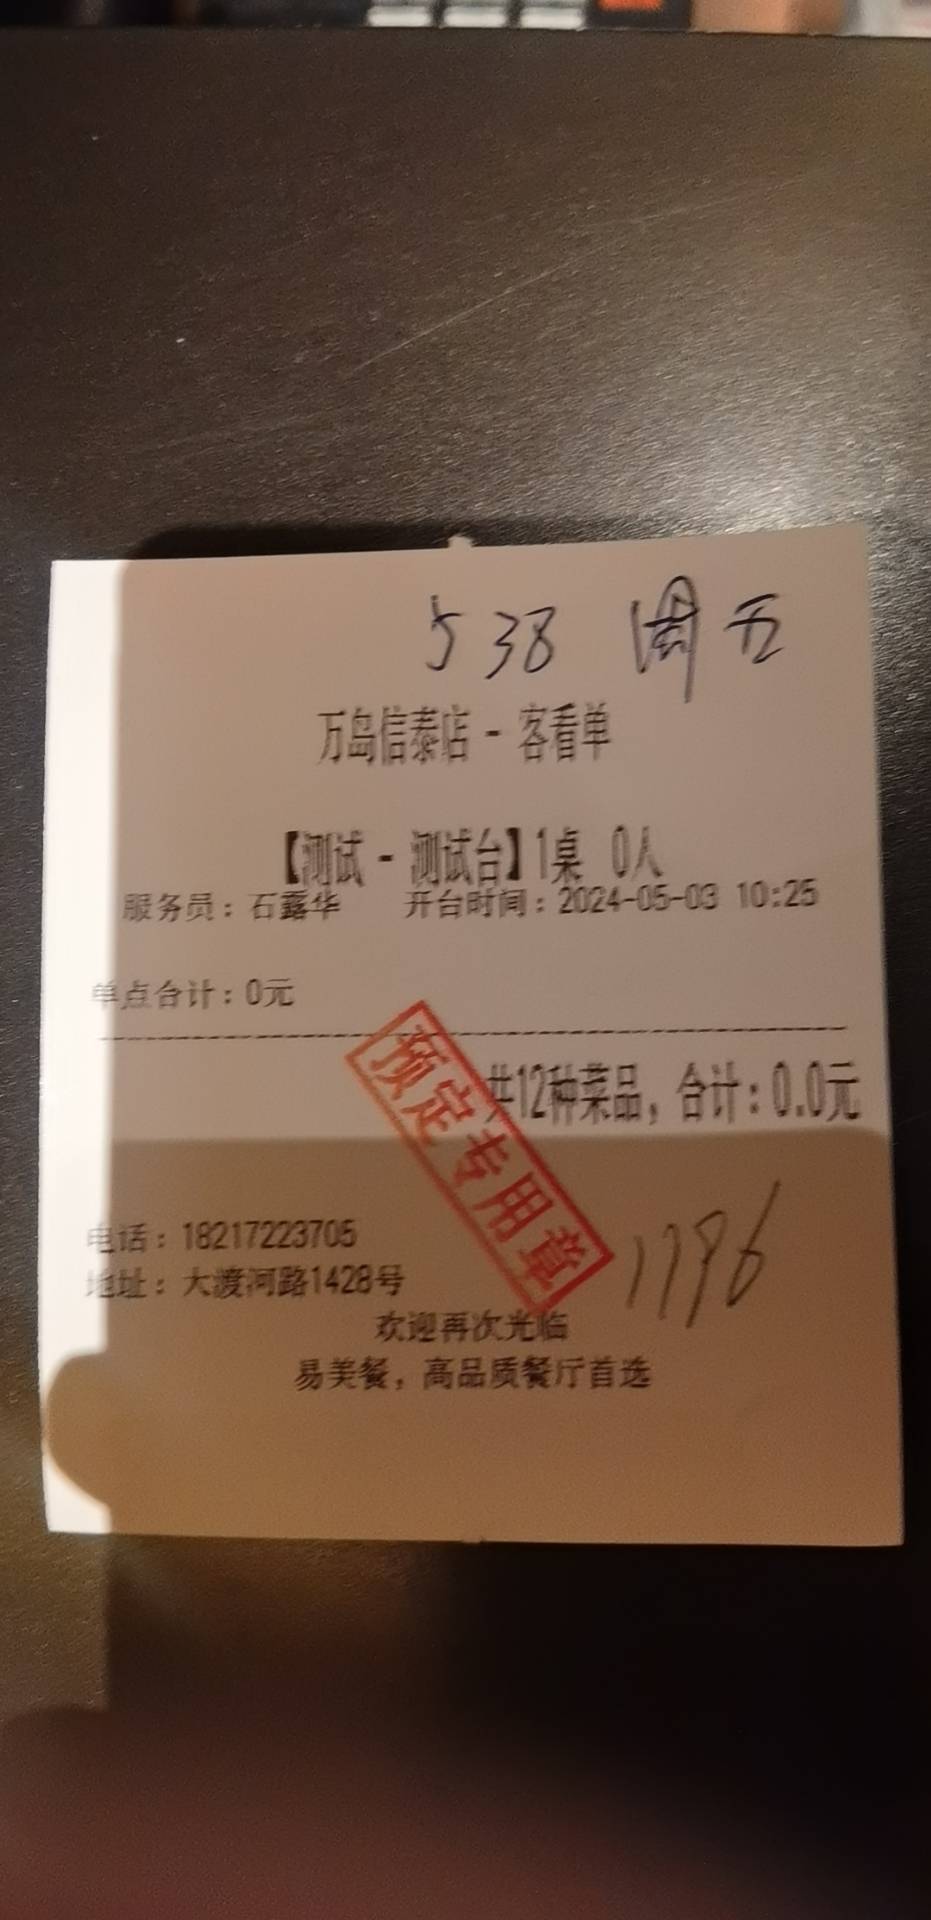 538 周五
万岛信泰店 - 客看单
【测试 - 测试台】1桌 0人
服务员：石露华 开台时间：2024-05-03 10:25
单点合计：0元
共12种菜品，合计：0.0元
预定专用章
电话：18217223705
1796
地址：大渡河路1428号
欢迎再次光临
易美餐，高品质餐厅首选